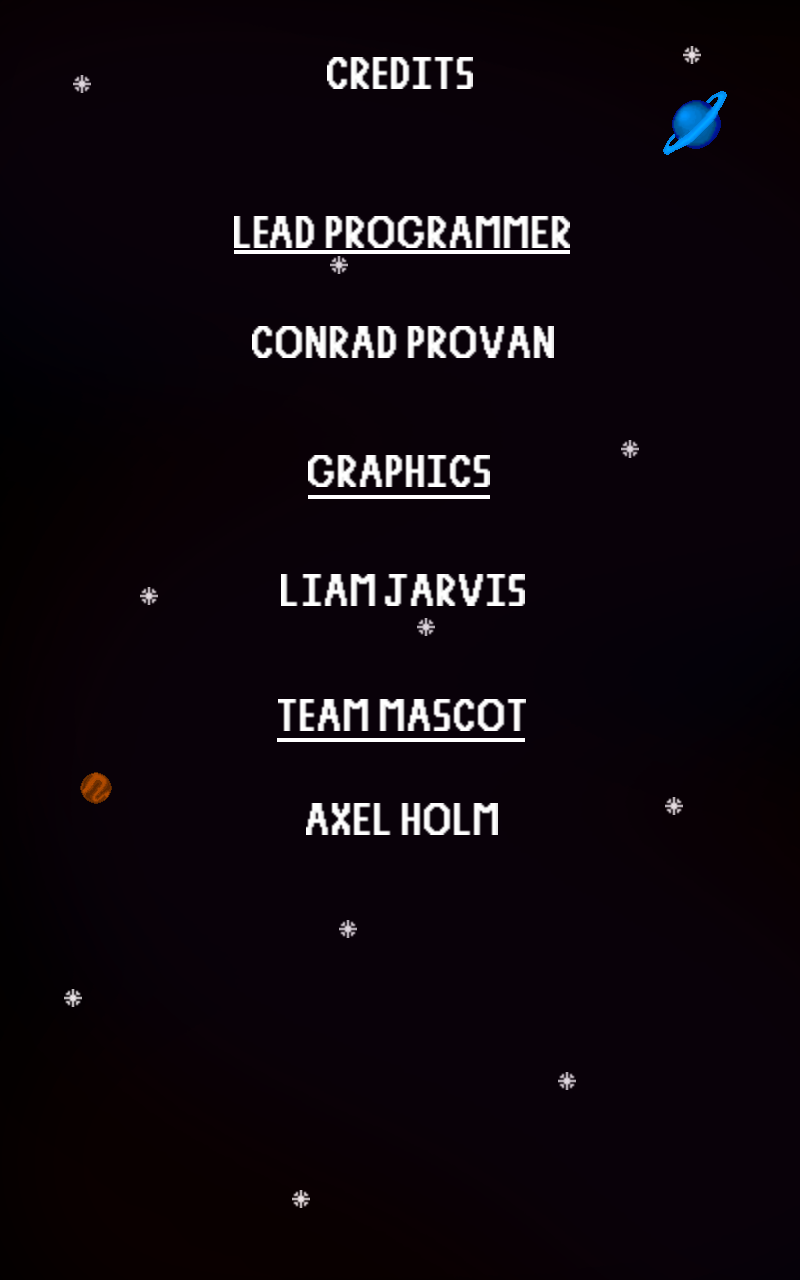 CREDITS
LEAD PROGRAMMER
CONRAD PROVAN
GRAPHICS
LIAM JARVIS
TEAM MASCOT
AXEL HOLM